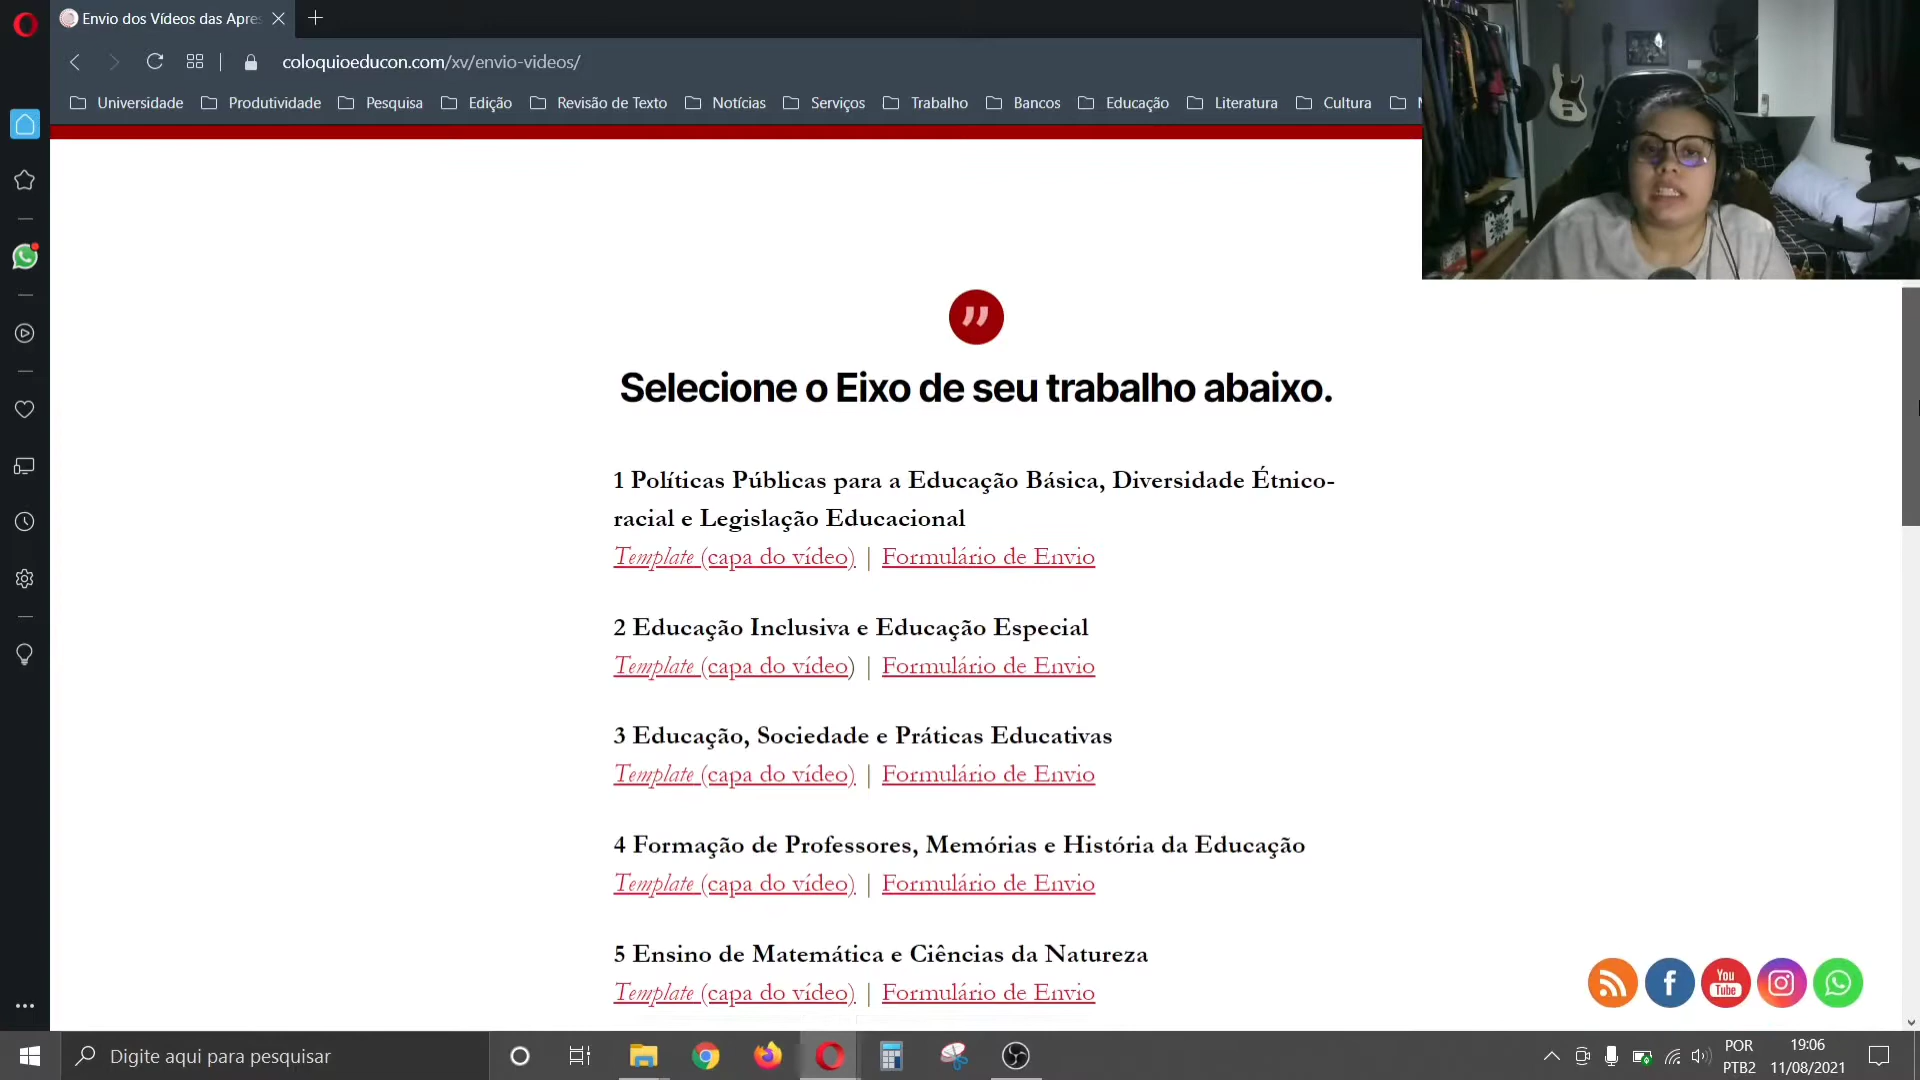 Envio dos Vídeos das Apres
coloquioeducon.com/xv/envio-videos/
Universidade Produtividade Pesquisa Edição Revisão de Texto Notícias Serviços Trabalho Bancos Educação Literatura Cultura
Selecione o Eixo de seu trabalho abaixo.
1 Políticas Públicas para a Educação Básica, Diversidade Étnico-
racial e Legislação Educacional
Template (capa do vídeo) | Formulário de Envio
2 Educação Inclusiva e Educação Especial
Template (capa do vídeo) | Formulário de Envio
3 Educação, Sociedade e Práticas Educativas
Template (capa do vídeo) | Formulário de Envio
4 Formação de Professores, Memórias e História da Educação
Template (capa do vídeo) | Formulário de Envio
5 Ensino de Matemática e Ciências da Natureza
Template (capa do vídeo) | Formulário de Envio
You
Tube
Digite aqui para pesquisar
POR
PTB2
19:06
11/08/2021